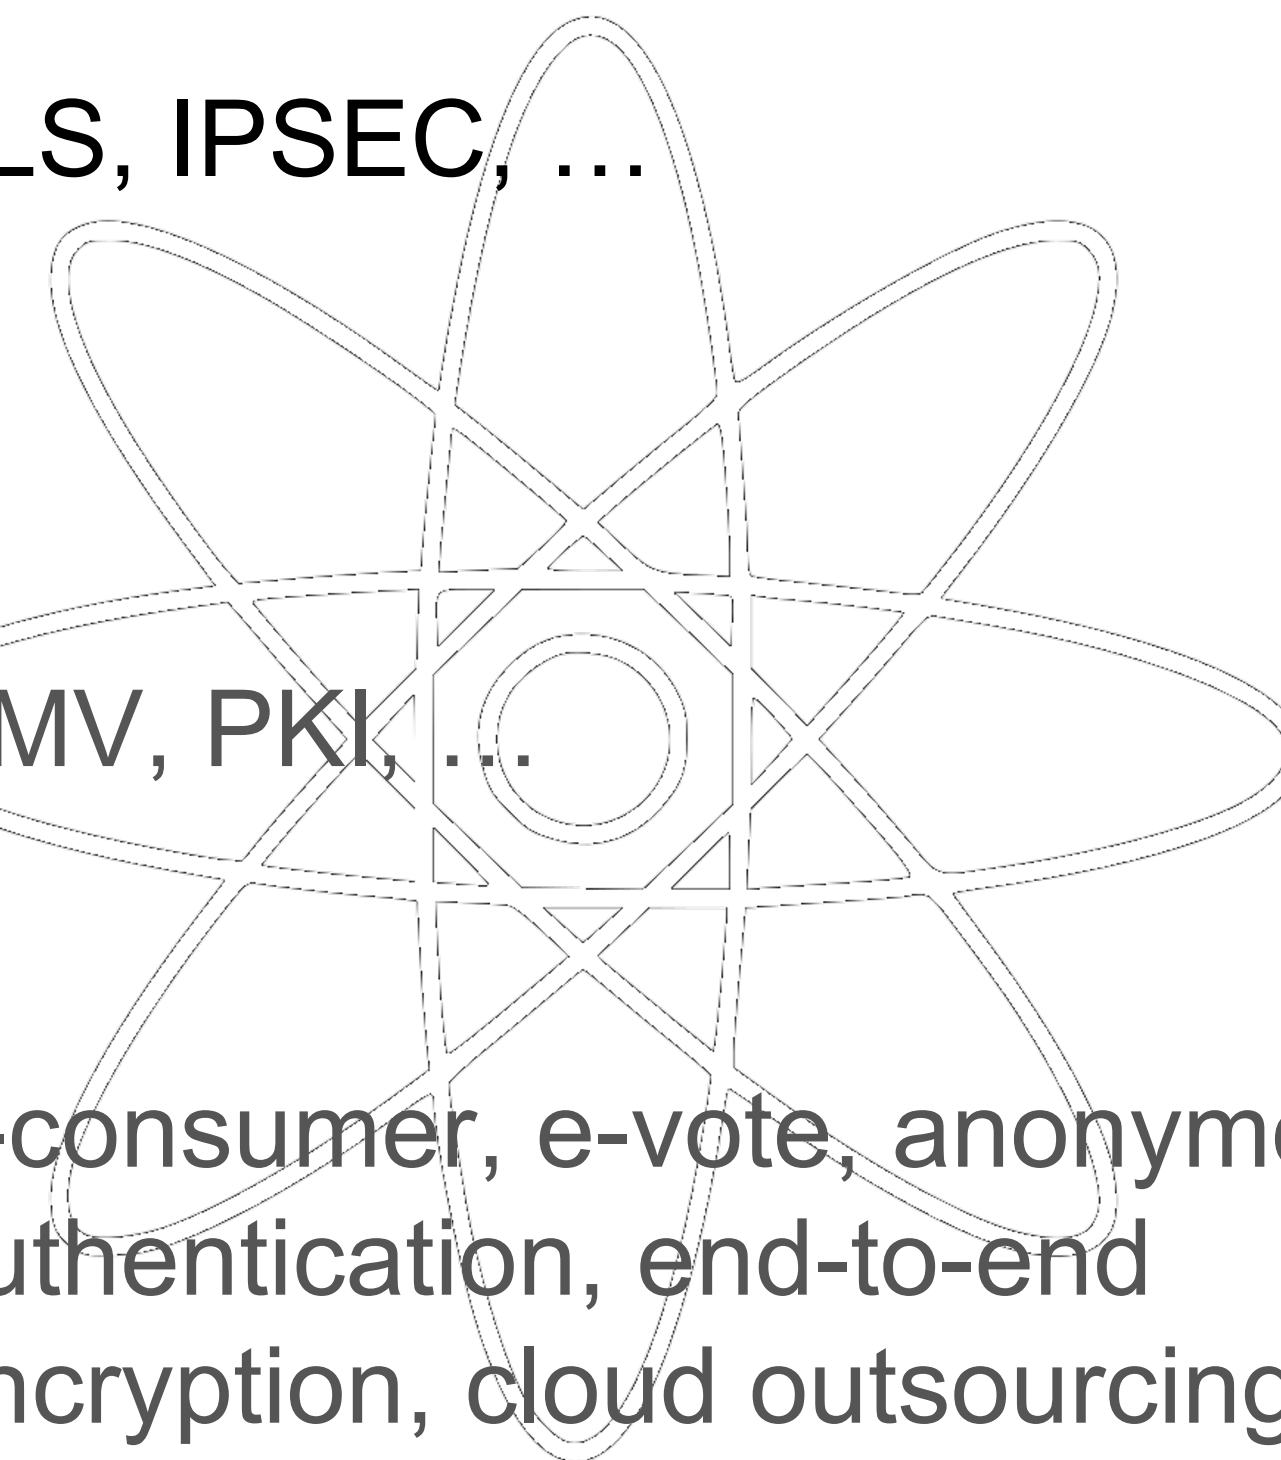 LS, IPSEC, …
MV, PKI, …
-consumer, e-vote, anonym
uthentication, end-to-end
ncryption, cloud outsourcing